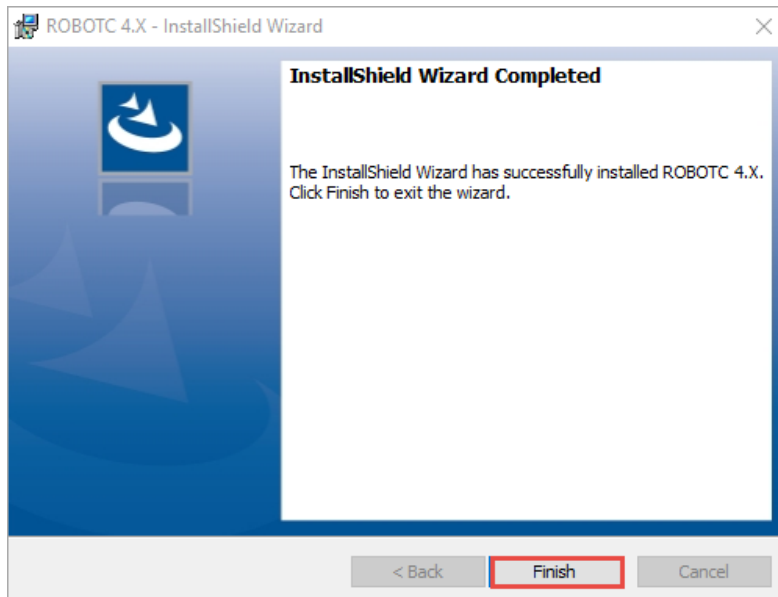 ROBOTC 4.X - InstallShield Wizard
InstallShield Wizard Completed
The InstallShield Wizard has successfully installed ROBOTC 4.X.
Click Finish to exit the wizard.
< Back
Finish
Cancel